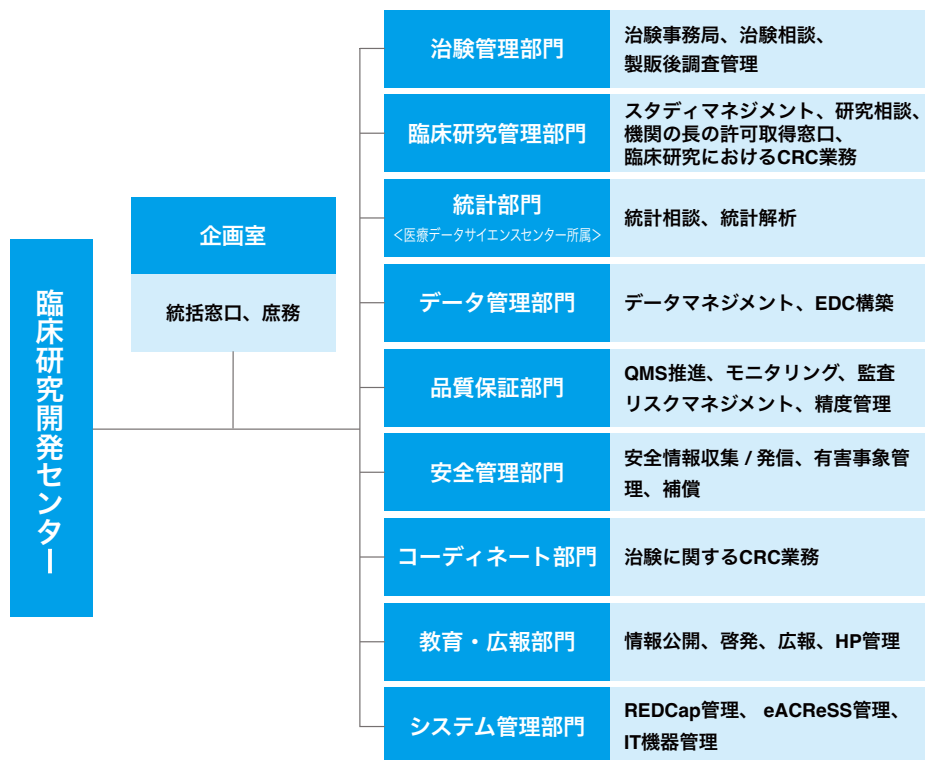 臨床研究開発センター
企画室
統括窓口、庶務
治験管理部門
治験事務局、治験相談、
製販後調査管理
臨床研究管理部門
スタディマネジメント、研究相談、
機関の長の許可取得窓口、
臨床研究におけるCRC業務
統計部門
<医療データサイエンスセンター所属>
統計相談、統計解析
データ管理部門
データマネジメント、EDC構築
品質保証部門
QMS推進、モニタリング、監査
リスクマネジメント、精度管理
安全管理部門
安全情報収集 / 発信、有害事象管
理、補償
コーディネート部門
治験に関するCRC業務
教育・広報部門
情報公開、啓発、広報、HP管理
システム管理部門
REDCap管理、 eACReSS管理、
IT機器管理